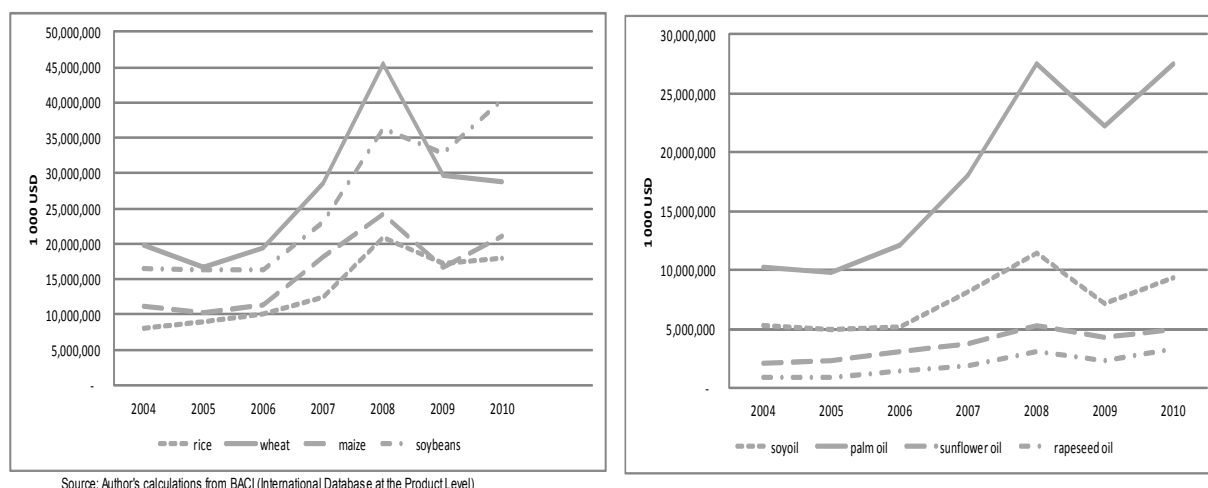 50,000,000
45,000,000
40,000,000
35,000,000
30,000,000
25,000,000
20,000,000
15,000,000
10,000,000
5,000,000
-
1 000 USD
2004 2005 2006 2007 2008 2009 2010
rice wheat maize soybeans
30,000,000
25,000,000
20,000,000
15,000,000
10,000,000
5,000,000
-
1 000 USD
2004 2005 2006 2007 2008 2009 2010
soyoil palm oil sunflower oil rapeseed oil
Source: Author's calculations from BACI (International Database at the Product Level)